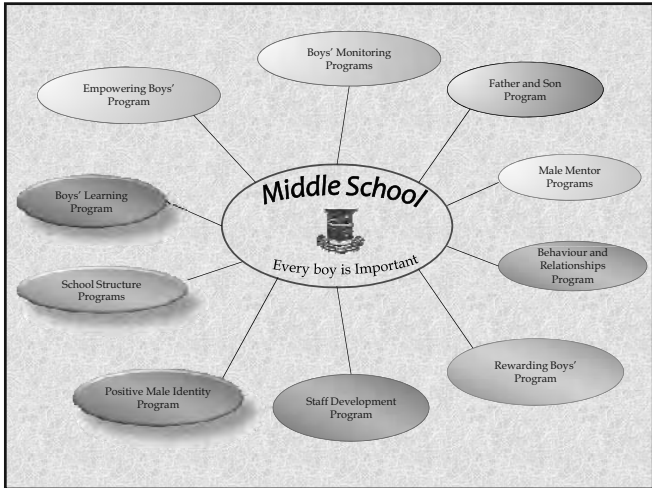 Boys' Monitoring
Programs
Empowering Boys'
Program
Father and Son
Program
Middle School
Every boy is Important
Boys' Learning
Program
Male Mentor
Programs
School Structure
Programs
Behaviour and
Relationships
Program
Positive Male Identity
Program
Staff Development
Program
Rewarding Boys'
Program